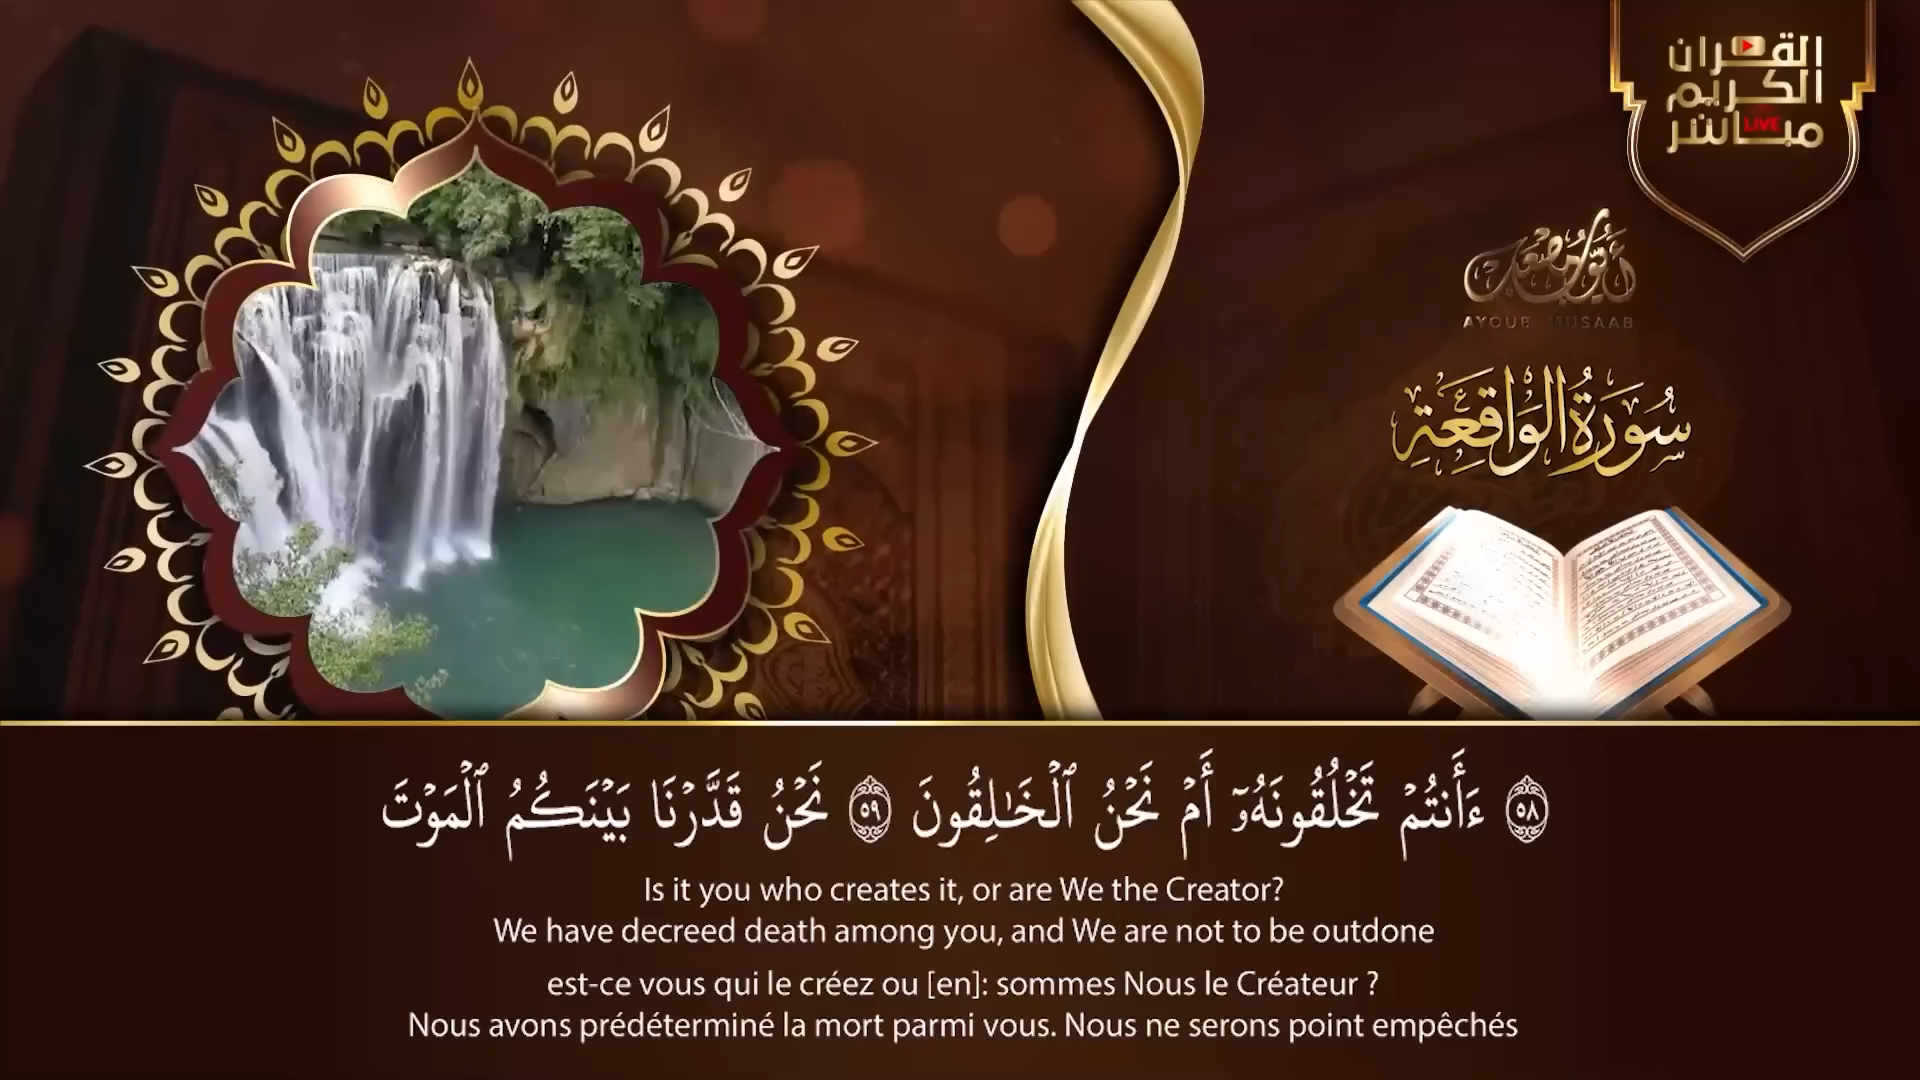 القرآن
الكريم
مباشر
LIVE
أيوب مصعب
AYOUB MUSAAB
سُورَةُ الوَاقِعَةِ
۝٥٨ ءَأَنتُمْ تَخْلُقُونَهُۥٓ أَمْ نَحْنُ ٱلْخَٰلِقُونَ ۝٥٩ نَحْنُ قَدَّرْنَا بَيْنَكُمُ ٱلْمَوْتَ
Is it you who creates it, or are We the Creator?
We have decreed death among you, and We are not to be outdone
est-ce vous qui le créez ou [en]: sommes Nous le Créateur ?
Nous avons prédéterminé la mort parmi vous. Nous ne serons point empêchés